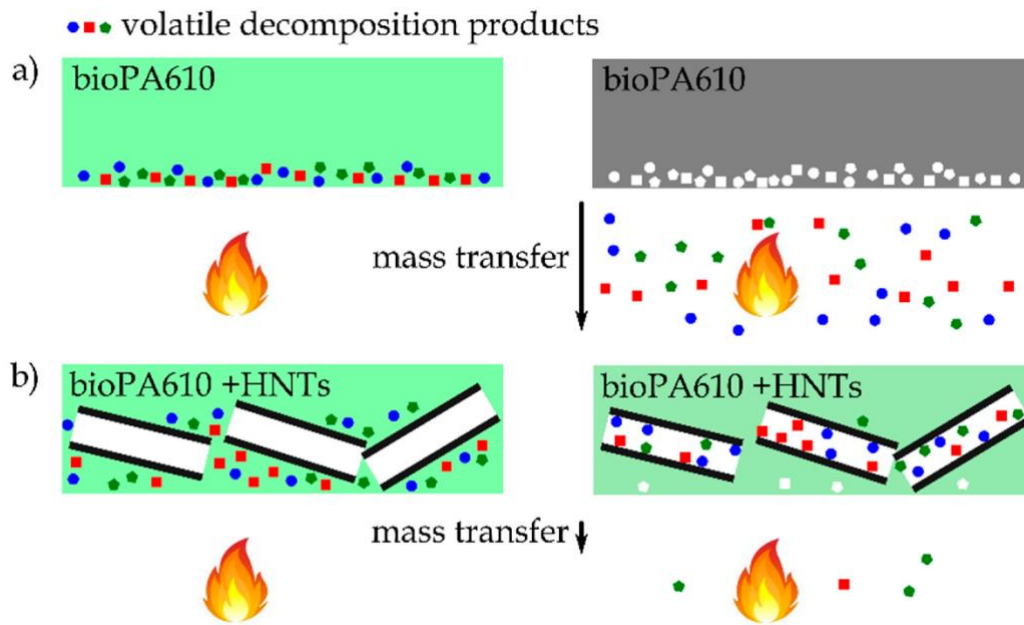 volatile decomposition products
a)
bioPA610
bioPA610
mass transfer
b)
bioPA610 +HNTs
bioPA610 +HNTs
mass transfer